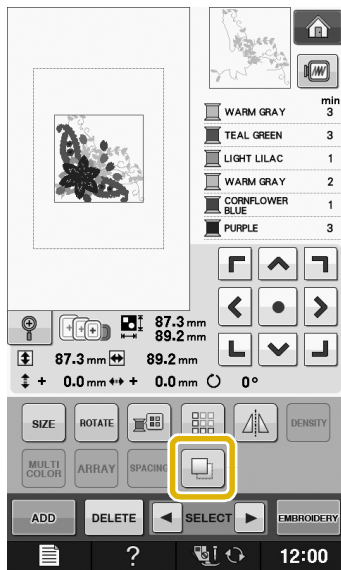 min
WARM GRAY 3
TEAL GREEN 3
LIGHT LILAC 1
WARM GRAY 2
CORNFLOWER
BLUE 1
PURPLE 3
87.3 mm
89.2 mm
87.3 mm 89.2 mm
+ 0.0 mm + 0.0 mm 0°
SIZE ROTATE DENSITY
MULTI
COLOR ARRAY SPACING
ADD DELETE SELECT EMBROIDERY
? 12:00